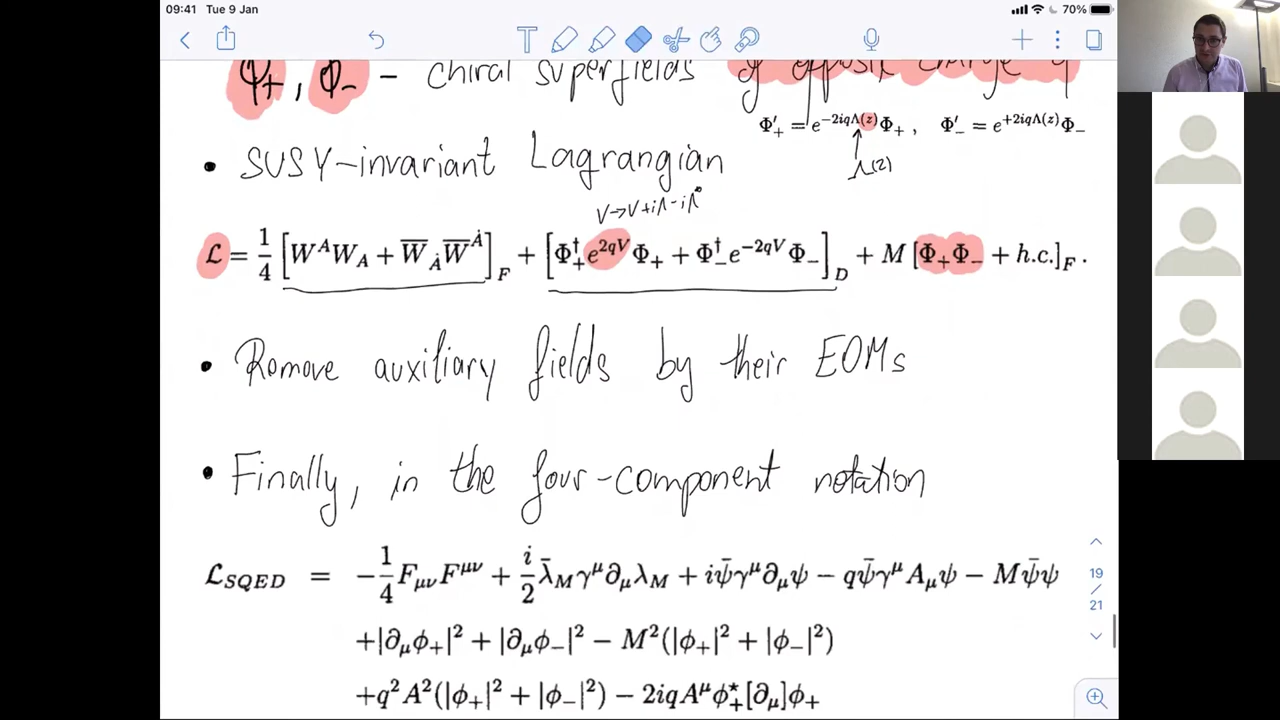 09:41 Tue 9 Jan 70%
Φ₊ , Φ₋ – chiral superfields of opposit charge q
Φ′₊ = e^{−2iqΛ(z)}Φ₊ , Φ′₋ = e^{+2iqΛ(z)}Φ₋
Λ(z)
• SUSY-invariant Lagrangian
V→V+iΛ−iΛ*
ℒ = 1/4 [W^A W_A + W̅_Ȧ W̅^Ȧ]_F + [Φ₊† e^{2qV} Φ₊ + Φ₋† e^{−2qV} Φ₋]_D + M [Φ₊Φ₋ + h.c.]_F .
• Remove auxiliary fields by their EOMs
• Finally, in the four-component notation
ℒ_SQED = −1/4 F_μν F^μν + i/2 λ̄_M γ^μ ∂_μ λ_M + iψ̄γ^μ ∂_μ ψ − qψ̄γ^μ A_μ ψ − Mψ̄ψ
+|∂_μ ϕ₊|² + |∂_μ ϕ₋|² − M²(|ϕ₊|² + |ϕ₋|²)
+q²A²(|ϕ₊|² + |ϕ₋|²) − 2iqA^μ ϕ₊^⋆[∂_μ]ϕ₊
19
/
21